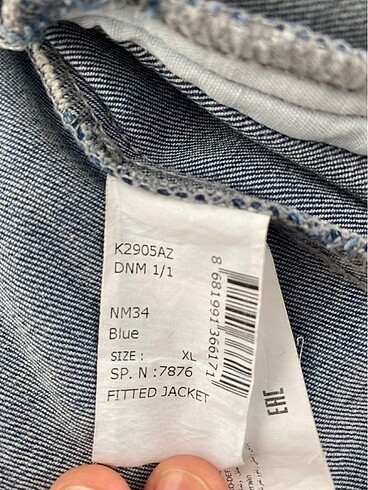 K2905AZ
DNM 1/1
NM34
Blue
SIZE : XL
SP. N :7876
FITTED JACKET
8 681991 366171
EAC